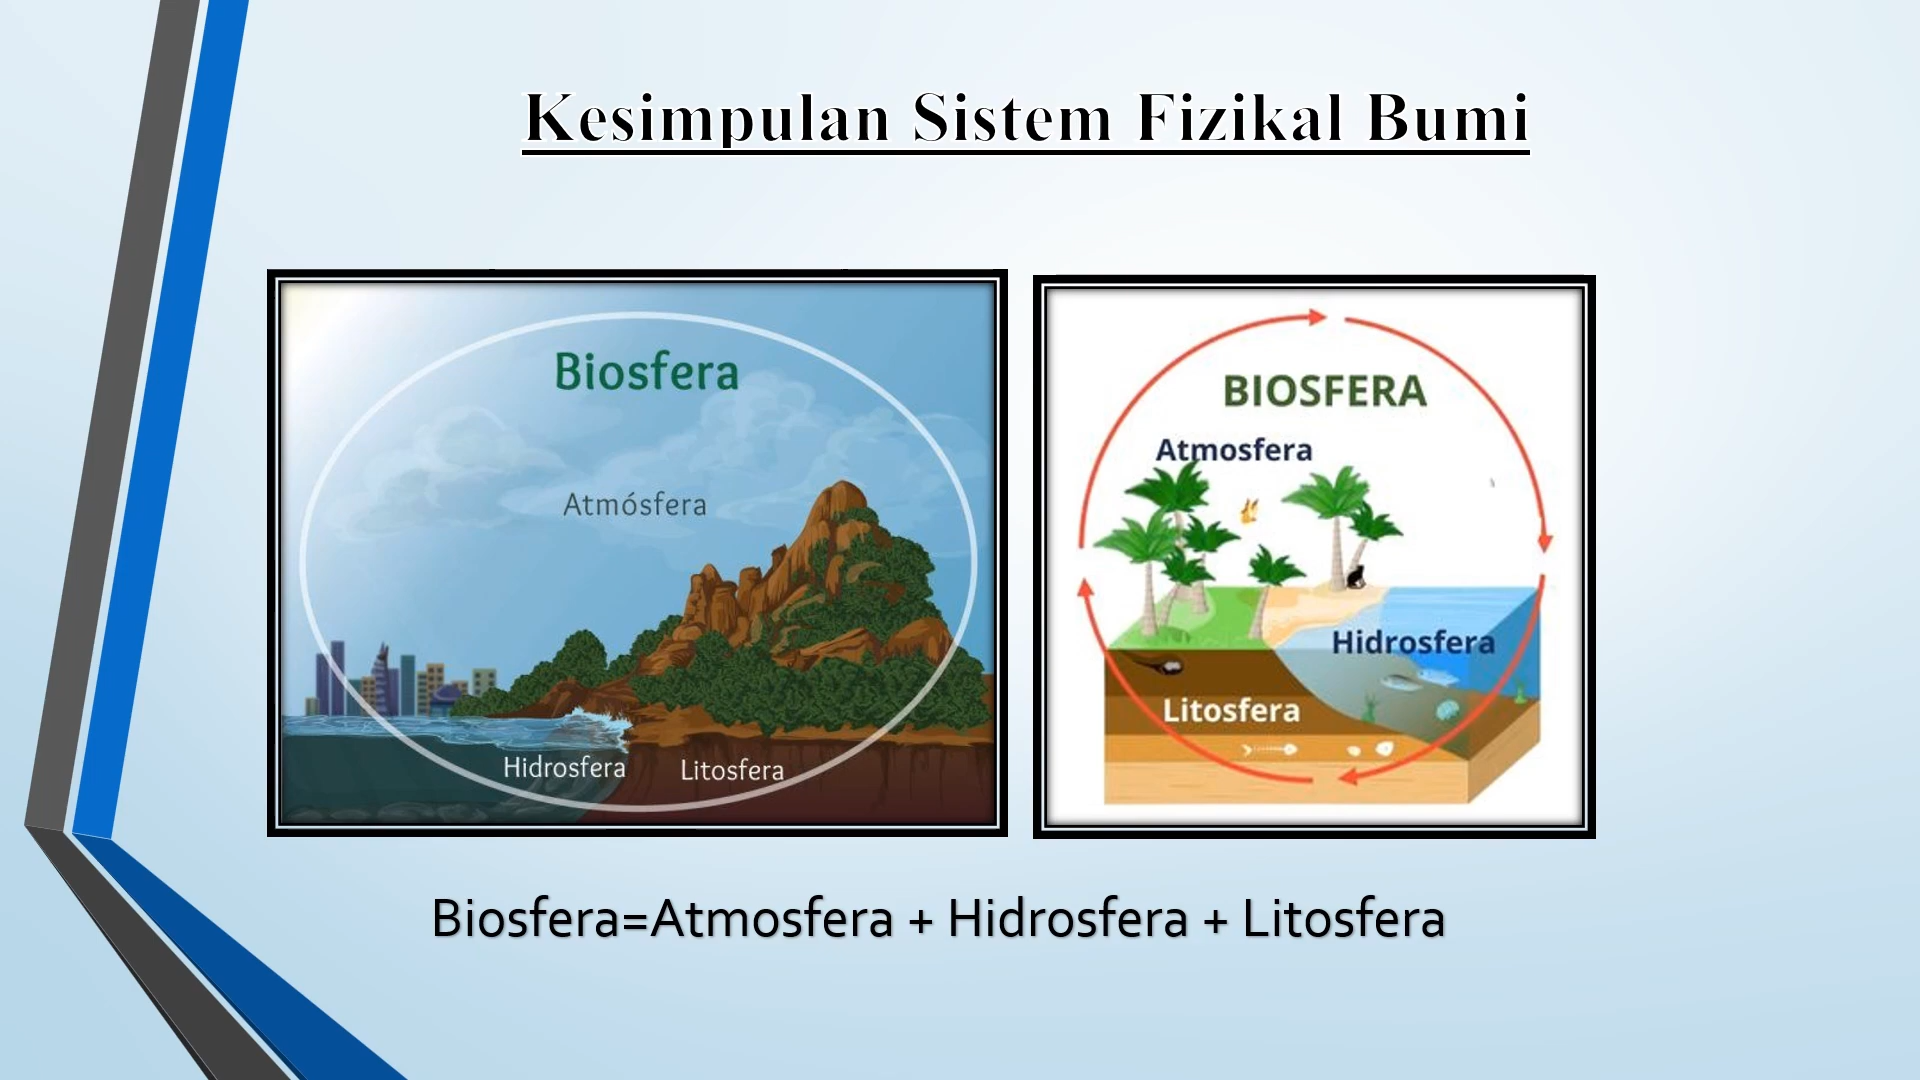 Kesimpulan Sistem Fizikal Bumi
Biosfera
Atmósfera
Hidrosfera
Litosfera
BIOSFERA
Atmosfera
Hidrosfera
Litosfera
Biosfera=Atmosfera + Hidrosfera + Litosfera